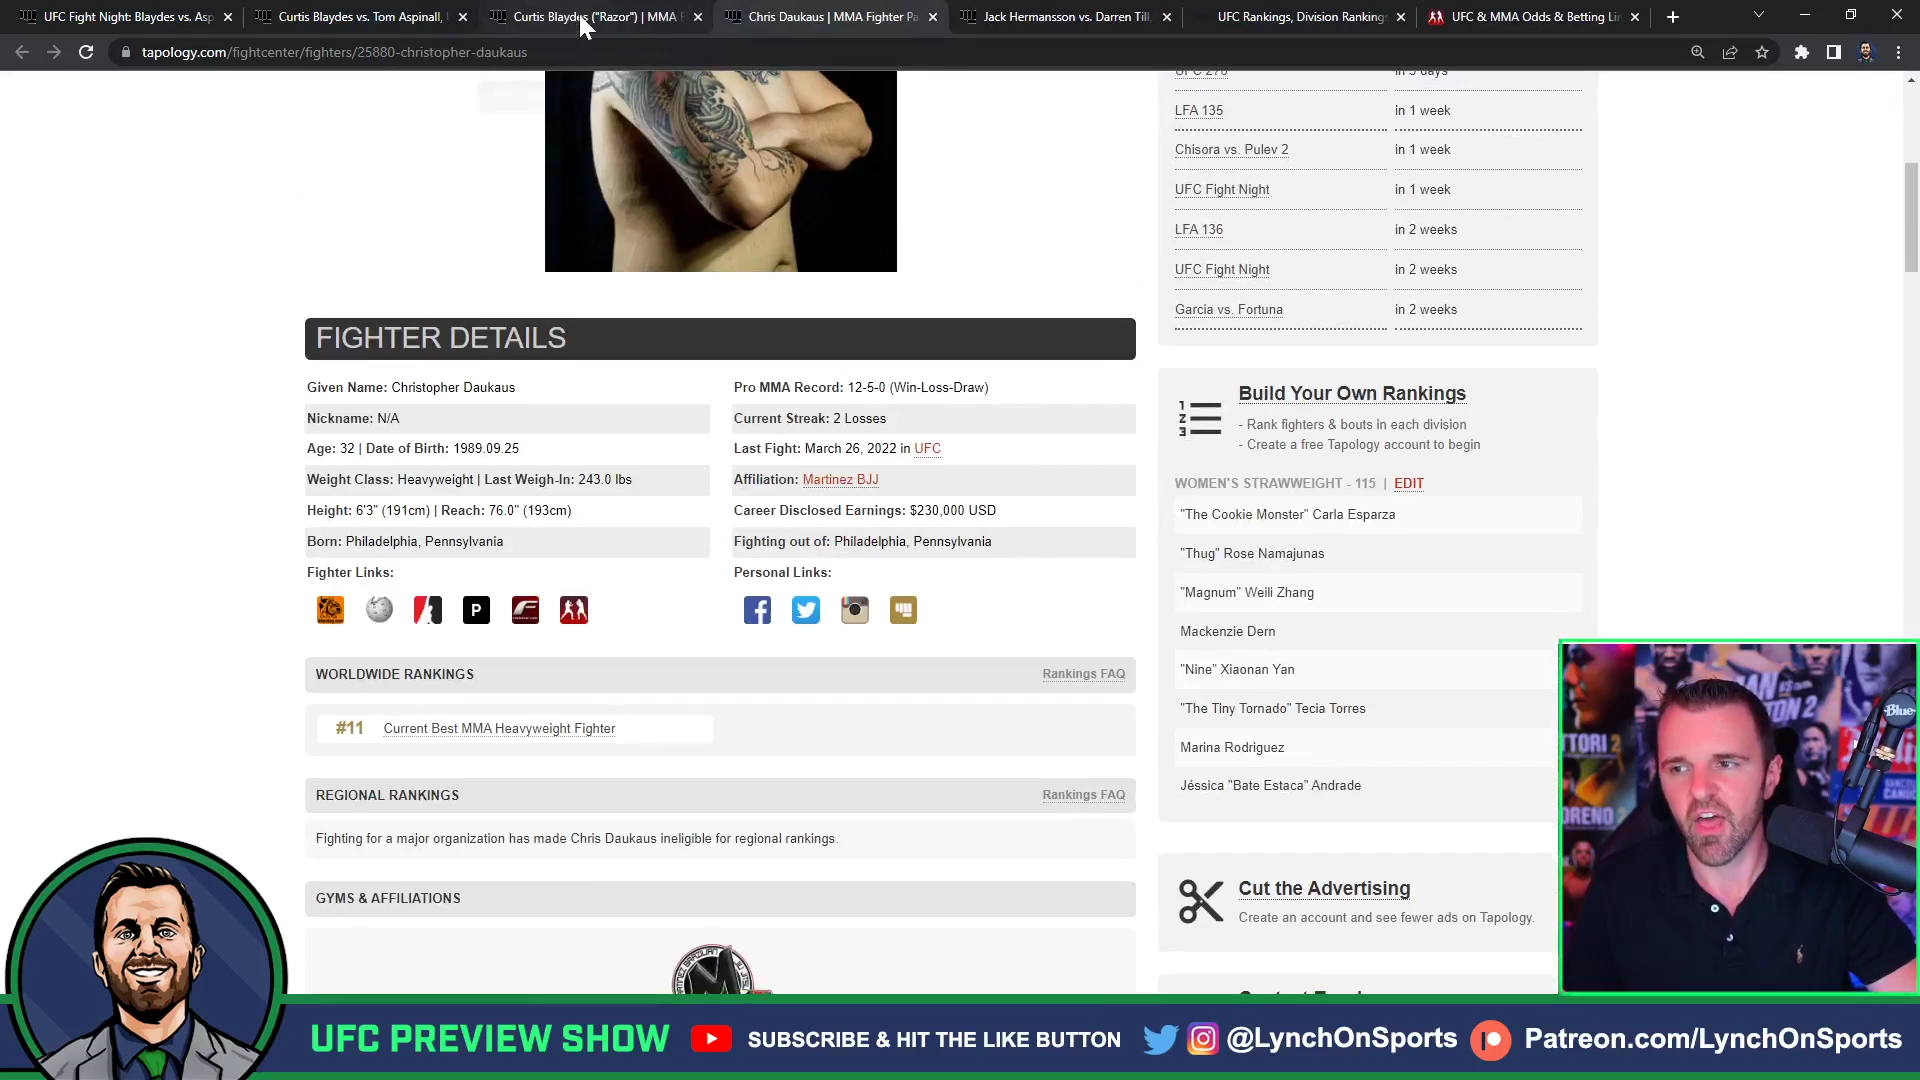 UFC Fight Night: Blaydes vs. Asp
Curtis Blaydes vs. Tom Aspinall,
Curtis Blaydes ("Razor") | MMA F
Chris Daukaus | MMA Fighter Pa
Jack Hermansson vs. Darren Till,
UFC Rankings, Division Ranking
UFC & MMA Odds & Betting Lin
tapology.com/fightcenter/fighters/25880-christopher-daukaus
UFC 276 in 5 days
LFA 135 in 1 week
Chisora vs. Pulev 2 in 1 week
UFC Fight Night in 1 week
LFA 136 in 2 weeks
UFC Fight Night in 2 weeks
Garcia vs. Fortuna in 2 weeks
FIGHTER DETAILS
Given Name: Christopher Daukaus
Pro MMA Record: 12-5-0 (Win-Loss-Draw)
Nickname: N/A
Current Streak: 2 Losses
Age: 32 | Date of Birth: 1989.09.25
Last Fight: March 26, 2022 in UFC
Weight Class: Heavyweight | Last Weigh-In: 243.0 lbs
Affiliation: Martinez BJJ
Height: 6'3" (191cm) | Reach: 76.0" (193cm)
Career Disclosed Earnings: $230,000 USD
Born: Philadelphia, Pennsylvania
Fighting out of: Philadelphia, Pennsylvania
Fighter Links:
Personal Links:
P
WORLDWIDE RANKINGS
Rankings FAQ
#11 Current Best MMA Heavyweight Fighter
REGIONAL RANKINGS
Rankings FAQ
Fighting for a major organization has made Chris Daukaus ineligible for regional rankings.
GYMS & AFFILIATIONS
Build Your Own Rankings
- Rank fighters & bouts in each division
- Create a free Tapology account to begin
WOMEN'S STRAWWEIGHT - 115 | EDIT
"The Cookie Monster" Carla Esparza
"Thug" Rose Namajunas
"Magnum" Weili Zhang
Mackenzie Dern
"Nine" Xiaonan Yan
"The Tiny Tornado" Tecia Torres
Marina Rodriguez
Jéssica "Bate Estaca" Andrade
Cut the Advertising
Create an account and see fewer ads on Tapology.
Blue
UFC PREVIEW SHOW
SUBSCRIBE & HIT THE LIKE BUTTON
@LynchOnSports
Patreon.com/LynchOnSports